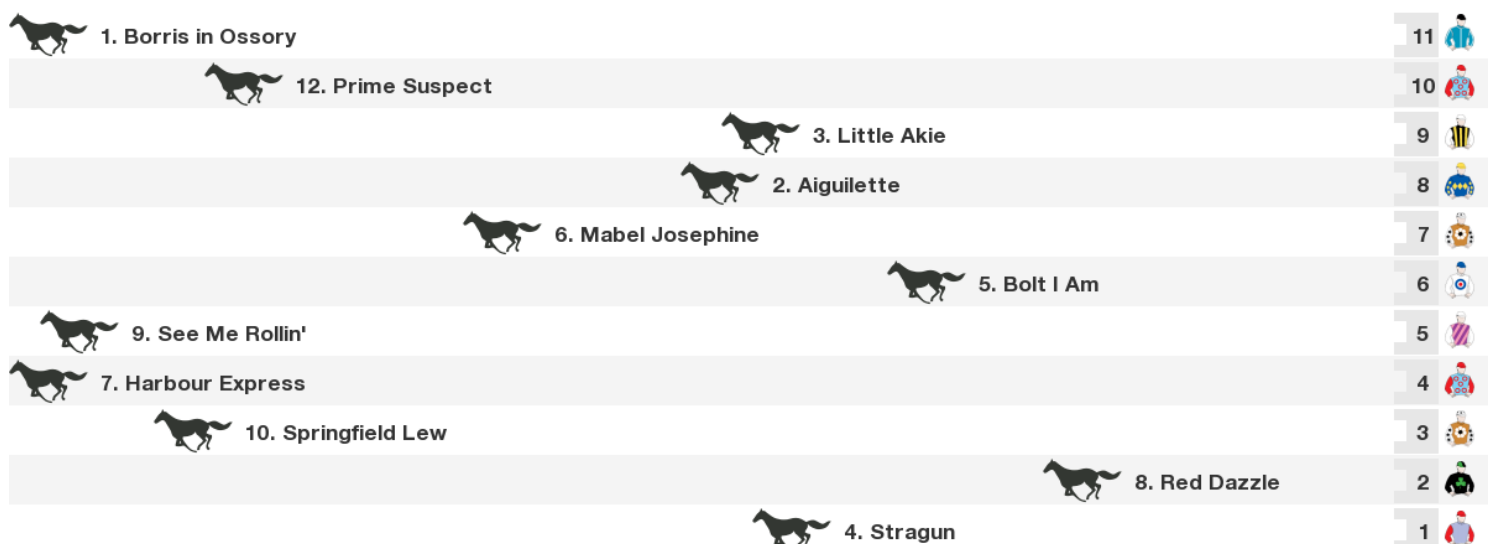 1. Borris in Ossory 11
12. Prime Suspect 10
3. Little Akie 9
2. Aiguilette 8
6. Mabel Josephine 7
5. Bolt I Am 6
9. See Me Rollin' 5
7. Harbour Express 4
10. Springfield Lew 3
8. Red Dazzle 2
4. Stragun 1